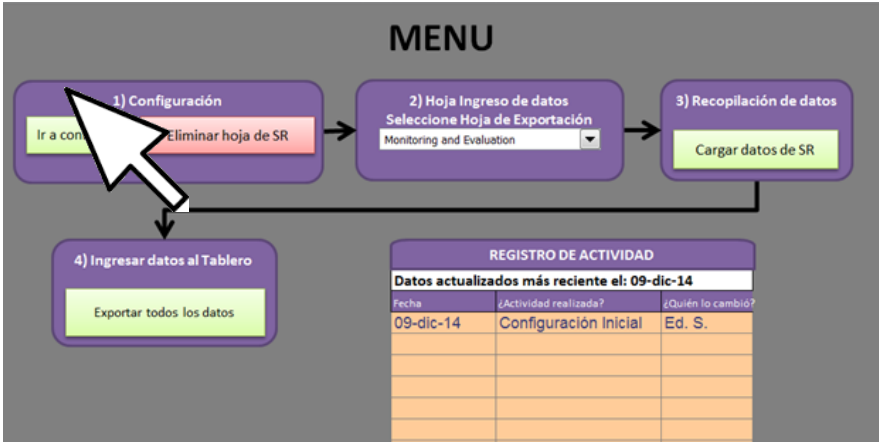 MENU
1) Configuración
Ir a con
Eliminar hoja de SR
2) Hoja Ingreso de datos
Seleccione Hoja de Exportación
Monitoring and Evaluation
3) Recopilación de datos
Cargar datos de SR
4) Ingresar datos al Tablero
Exportar todos los datos
REGISTRO DE ACTIVIDAD
Datos actualizados más reciente el: 09-dic-14
Fecha ¿Actividad realizada? ¿Quién lo cambió?
09-dic-14 Configuración Inicial Ed. S.